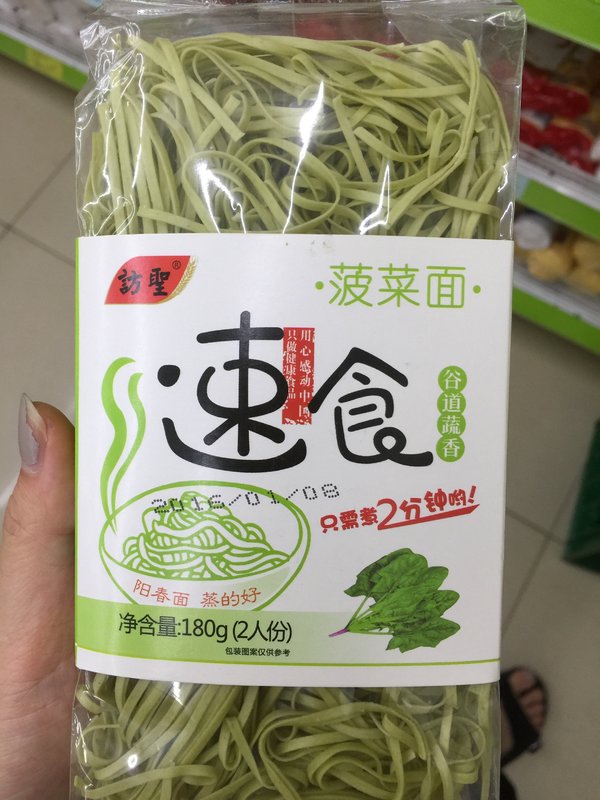 訪聖®
·菠菜面·
用心感动中国
只做健康食品
速食
谷道蔬香
2016/01/08
只需煮2分钟哟!
阳春面 蒸的好
净含量:180g(2人份)
包装图案仅供参考